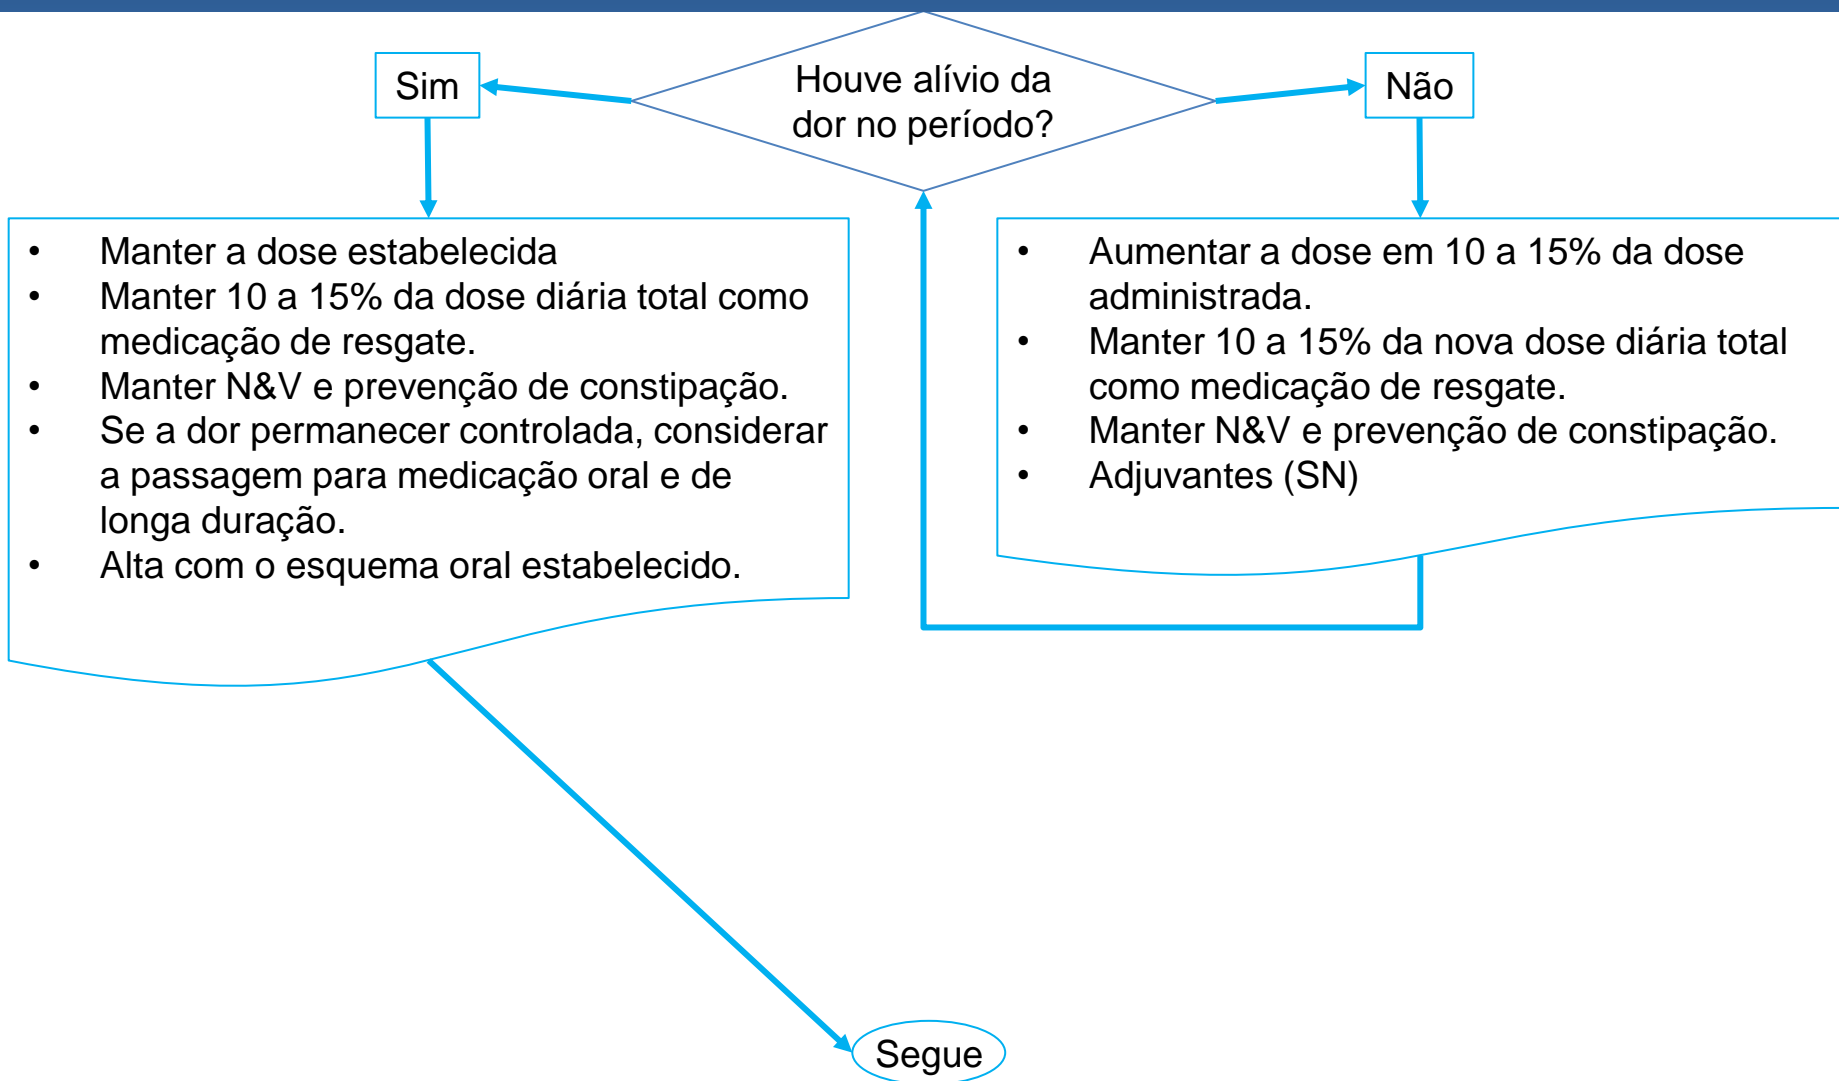 Houve alívio da
dor no período?
Sim
Não
• Manter a dose estabelecida
• Manter 10 a 15% da dose diária total como
medicação de resgate.
• Manter N&V e prevenção de constipação.
• Se a dor permanecer controlada, considerar
a passagem para medicação oral e de
longa duração.
• Alta com o esquema oral estabelecido.
• Aumentar a dose em 10 a 15% da dose
administrada.
• Manter 10 a 15% da nova dose diária total
como medicação de resgate.
• Manter N&V e prevenção de constipação.
• Adjuvantes (SN)
Segue